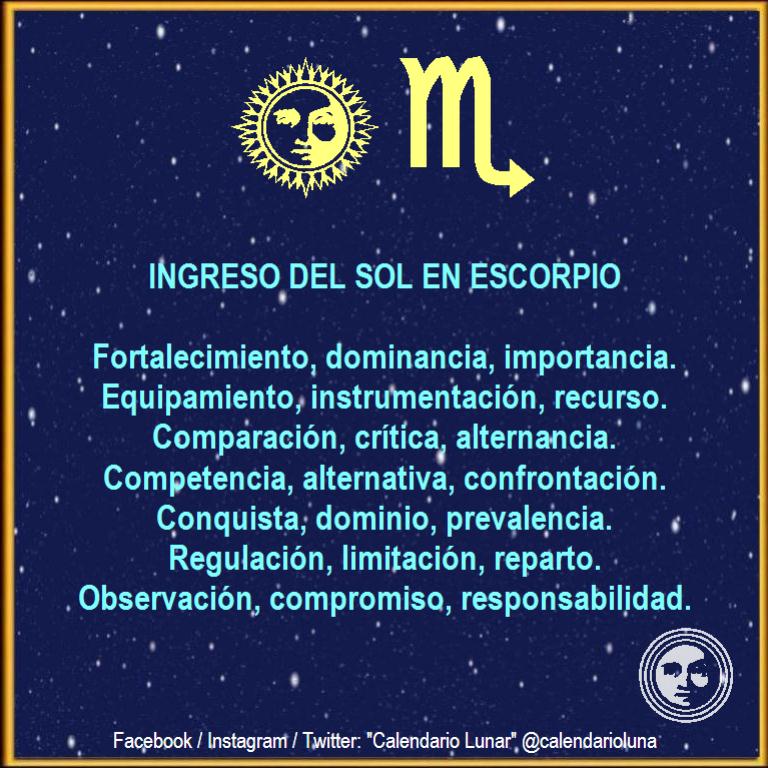 INGRESO DEL SOL EN ESCORPIO
Fortalecimiento, dominancia, importancia.
Equipamiento, instrumentación, recurso.
Comparación, crítica, alternancia.
Competencia, alternativa, confrontación.
Conquista, dominio, prevalencia.
Regulación, limitación, reparto.
Observación, compromiso, responsabilidad.
Facebook / Instagram / Twitter: "Calendario Lunar" @calendarioluna